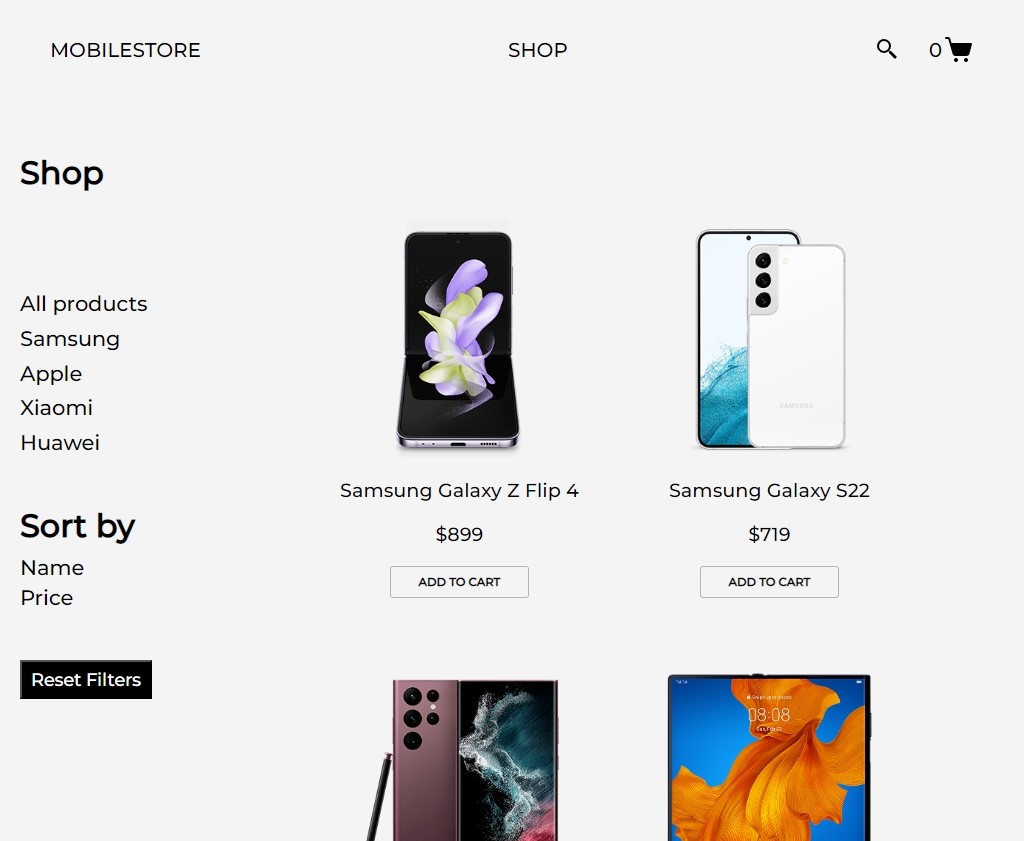 MOBILESTORE
SHOP
0
Shop
All products
Samsung
Apple
Xiaomi
Huawei
Sort by
Name
Price
Reset Filters
SAMSUNG
Samsung Galaxy Z Flip 4
$899
ADD TO CART
Samsung Galaxy S22
$719
ADD TO CART
08:08